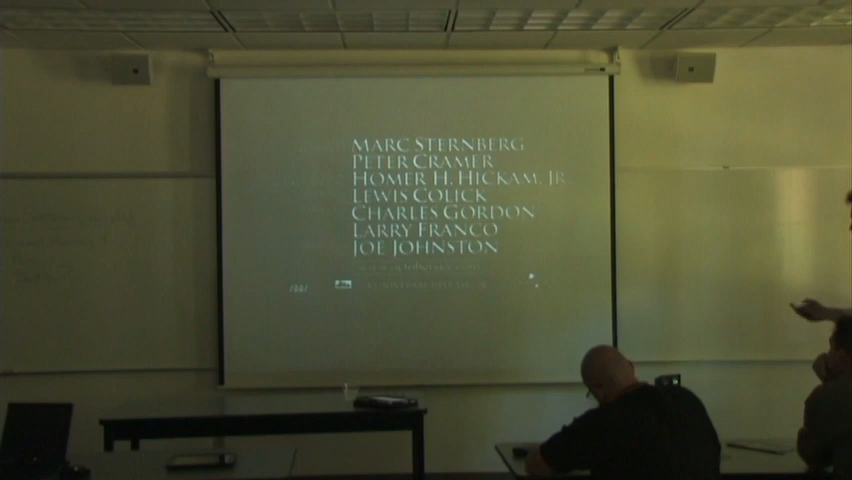 MARC STERNBERG
PETER CRAMER
HOMER H. HICKAM, JR.
LEWIS COLICK
CHARLES GORDON
LARRY FRANCO
JOE JOHNSTON